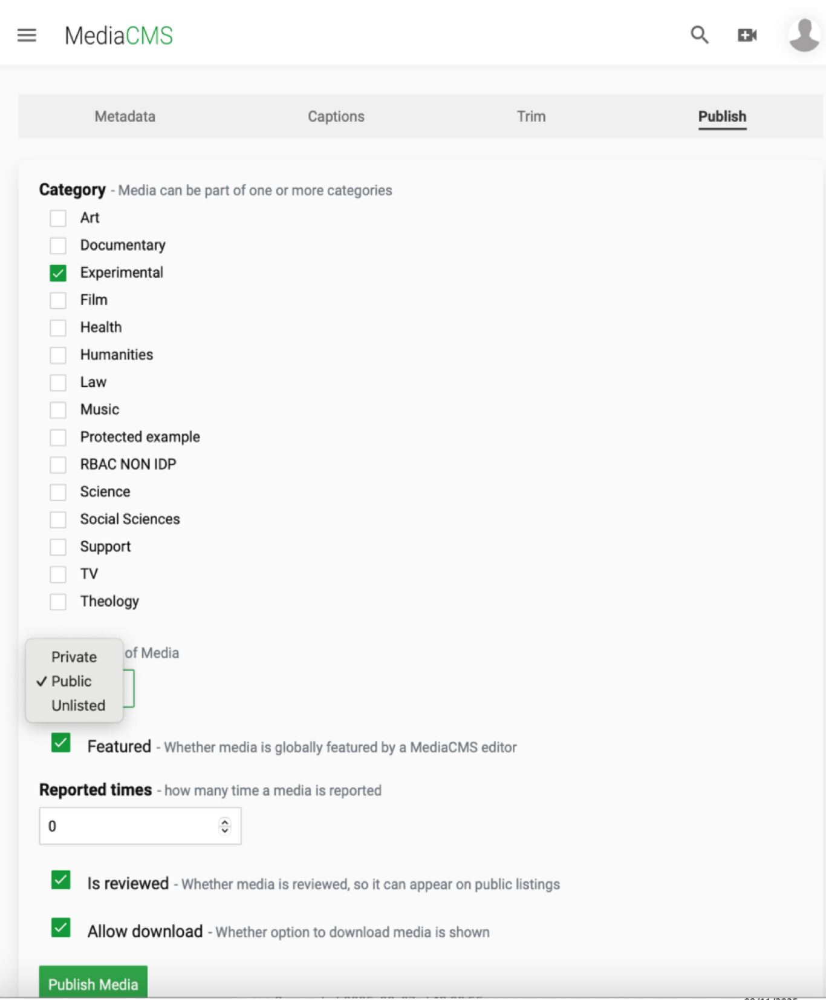 MediaCMS
Metadata Captions Trim Publish
Category - Media can be part of one or more categories
Art
Documentary
Experimental
Film
Health
Humanities
Law
Music
Protected example
RBAC NON IDP
Science
Social Sciences
Support
TV
Theology
of Media
Private
Public
Unlisted
Featured - Whether media is globally featured by a MediaCMS editor
Reported times - how many time a media is reported
0
Is reviewed - Whether media is reviewed, so it can appear on public listings
Allow download - Whether option to download media is shown
Publish Media